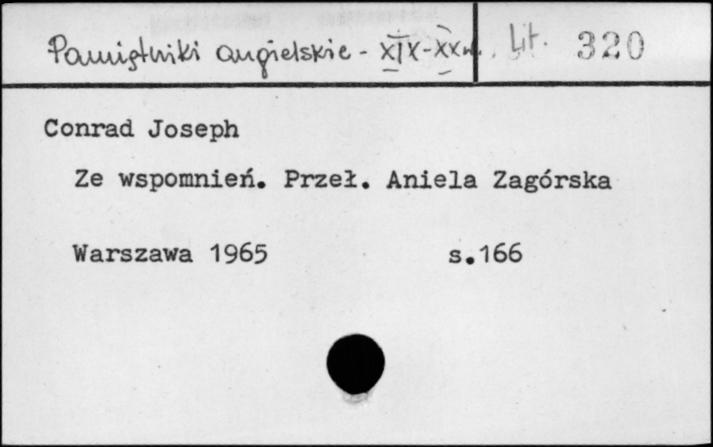 Pamiętniki angielskie - XIX-XX w. Lit. 320
Conrad Joseph
Ze wspomnień. Przeł. Aniela Zagórska
Warszawa 1965 s.166